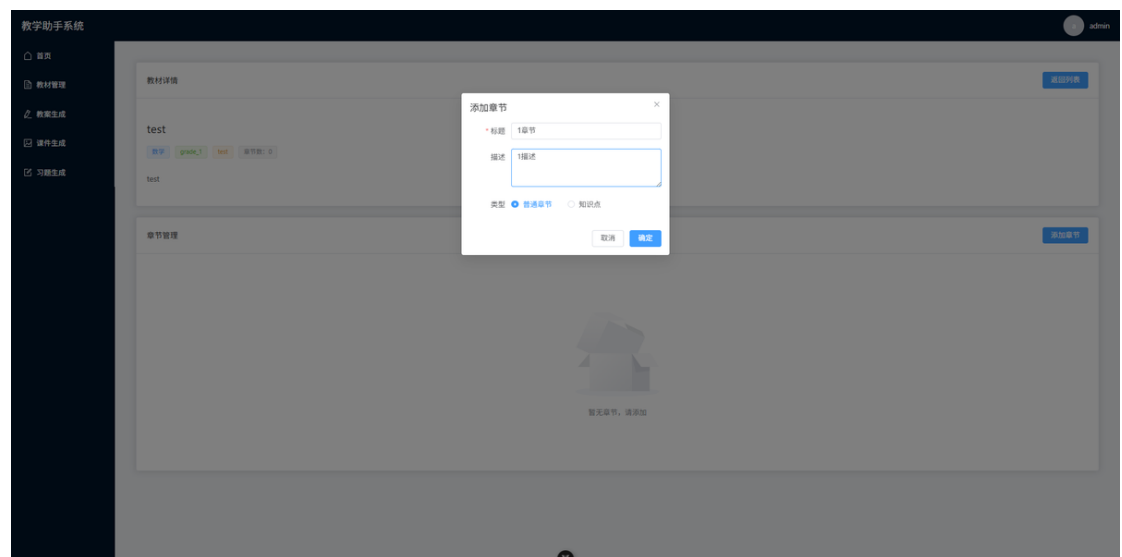 教学助手系统
admin
首页
教材管理
教案生成
课件生成
习题生成
教材详情
返回列表
test
数学 grade_1 test 章节数: 0
test
添加章节
* 标题 1章节
描述 1描述
类型 普通章节 知识点
取消 确定
章节管理
添加章节
暂无章节，请添加